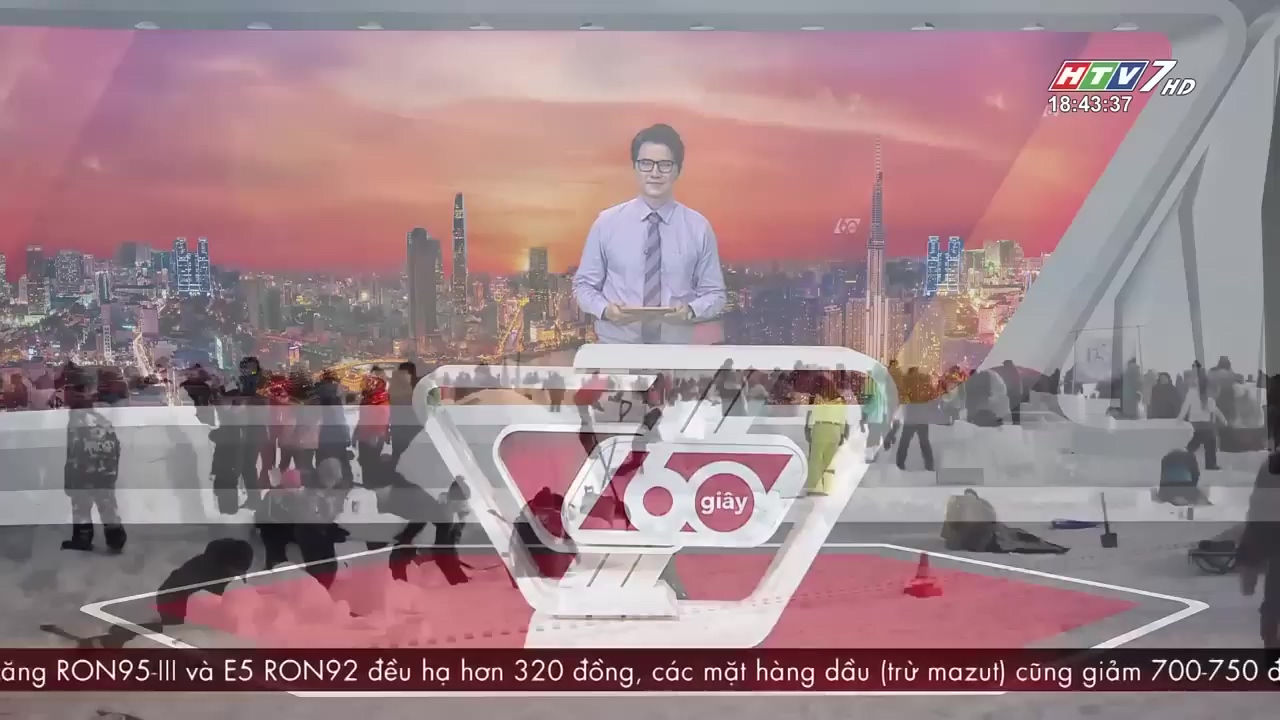 HTV7 HD
18:43:37
60
60
giây
ăng RON95-III và E5 RON92 đều hạ hơn 320 đồng, các mặt hàng dầu (trừ mazut) cũng giảm 700-750